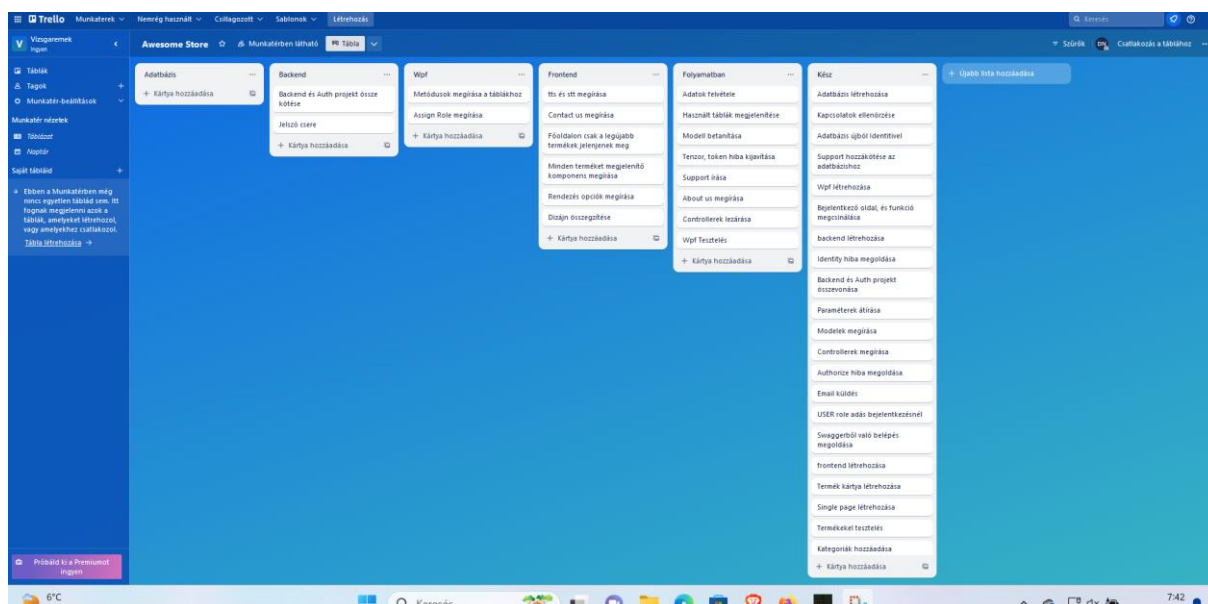 Trello
Munkaterek
Nemrég használt
Csillagozott
Sablonok
Létrehozás
Keresés
V
Vizsgaremek
Ingyen
Awesome Store
Munkatérben látható
Tábla
Szűrők
DN
Csatlakozás a táblához
Táblák
Tagok
Munkatér-beállítások
Munkatér nézetek
Táblázat
Naptár
Saját tábláid
Ebben a Munkatérben még
nincs egyetlen táblád sem. Itt
fognak megjelenni azok a
táblák, amelyeket létrehozol,
vagy amelyekhez csatlakozol.
Tábla létrehozása
Próbáld ki a Premiumot
ingyen
Adatbázis
+ Kártya hozzáadása
Backend
Backend és Auth projekt össze
kötése
Jelszó csere
+ Kártya hozzáadása
Wpf
Metódusok megírása a táblákhoz
Assign Role megírása
+ Kártya hozzáadása
Frontend
tts és stt megírása
Contact us megírása
Főoldalon csak a legújabb
termékek jelenjenek meg
Minden terméket megjelenítő
komponens megírása
Rendezés opciók megírása
Dizájn összegzítése
+ Kártya hozzáadása
Folyamatban
Adatok felvétele
Használt táblák megjelenítése
Modell betanítása
Tenzor, token hiba kijavítása
Support írása
About us megírása
Controllerek lezárása
Wpf Tesztelés
+ Kártya hozzáadása
Kész
Adatbázis létrehozása
Kapcsolatok ellenőrzése
Adatbázis újból Identitivel
Support hozzákötése az
adatbázishoz
Wpf létrehozása
Bejelentkező oldal, és funkció
megcsinálása
backend létrehozása
Identity hiba megoldása
Backend és Auth projekt
összevonása
Paraméterek átírása
Modelek megírása
Controllerek megírása
Authorize hiba megoldása
Email küldés
USER role adás bejelentkezésnél
Swaggerből való belépés
megoldása
frontend létrehozása
Termék kártya létrehozása
Single page létrehozása
Termékekel tesztelés
Kategoriák hozzáadása
+ Kártya hozzáadása
+ Újabb lista hozzáadása
6°C
Keresés
7:42